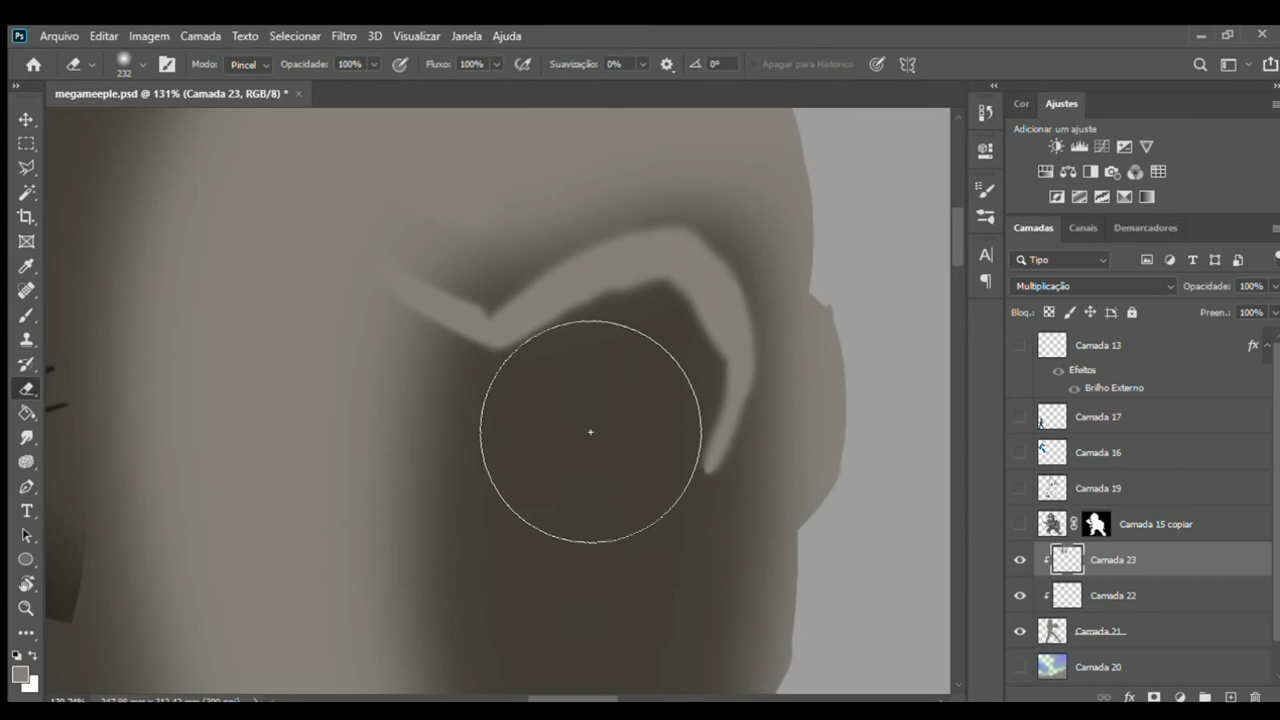 Ps Arquivo Editar Imagem Camada Texto Selecionar Filtro 3D Visualizar Janela Ajuda
232 Modo: Pincel Opacidade: 100% Fluxo: 100% Suavização: 0% 0° Apagar para Histórico
megameeple.psd @ 131% (Camada 23, RGB/8) *
Cor Ajustes
Adicionar um ajuste
Camadas Canais Demarcadores
Tipo
Multiplicação Opacidade: 100%
Bloq.: Preen.: 100%
Camada 13 fx
Efeitos
Brilho Externo
Camada 17
Camada 16
Camada 19
Camada 15 copiar
Camada 23
Camada 22
Camada 21
Camada 20